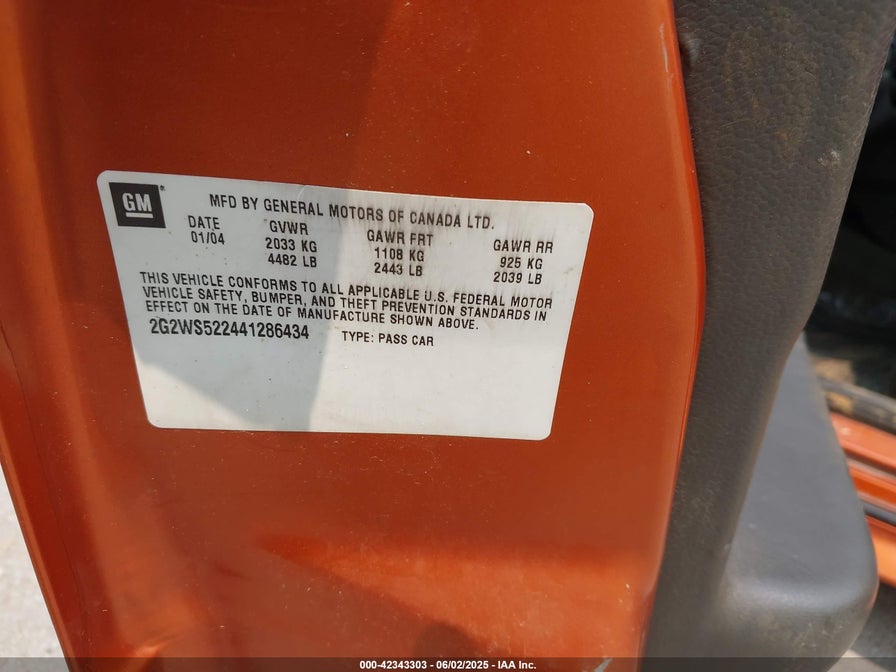 GM
MFD BY GENERAL MOTORS OF CANADA LTD.
DATE GVWR GAWR FRT GAWR RR
01/04 2033 KG 1108 KG 925 KG
4482 LB 2443 LB 2039 LB
THIS VEHICLE CONFORMS TO ALL APPLICABLE U.S. FEDERAL MOTOR
VEHICLE SAFETY, BUMPER, AND THEFT PREVENTION STANDARDS IN
EFFECT ON THE DATE OF MANUFACTURE SHOWN ABOVE.
2G2WS522441286434 TYPE: PASS CAR
000-42343303 | 06/02/2025 - IAA Inc.